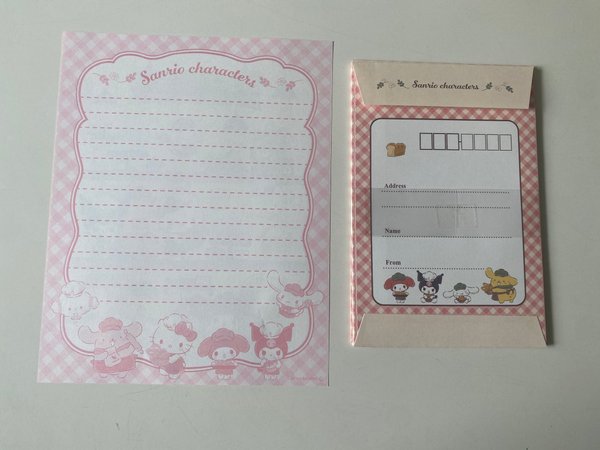 Sanrio characters
Sanrio characters
Address
Name
From